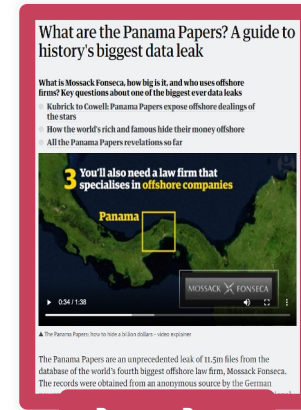 What are the Panama Papers? A guide to
history's biggest data leak
What is Mossack Fonseca, how big is it, and who uses offshore
firms? Key questions about one of the biggest ever data leaks
Kubrick to Cowell: Panama Papers expose offshore dealings of
the stars
How the world's rich and famous hide their money offshore
All the Panama Papers revelations so far
3 You'll also need a law firm that
specialises in offshore companies
Panama
MOSSACK FONSECA
0:34 / 1:38
The Panama Papers: how to hide a billion dollars - video explainer
The Panama Papers are an unprecedented leak of 11.5m files from the
database of the world's fourth biggest offshore law firm, Mossack Fonseca.
The records were obtained from an anonymous source by the German